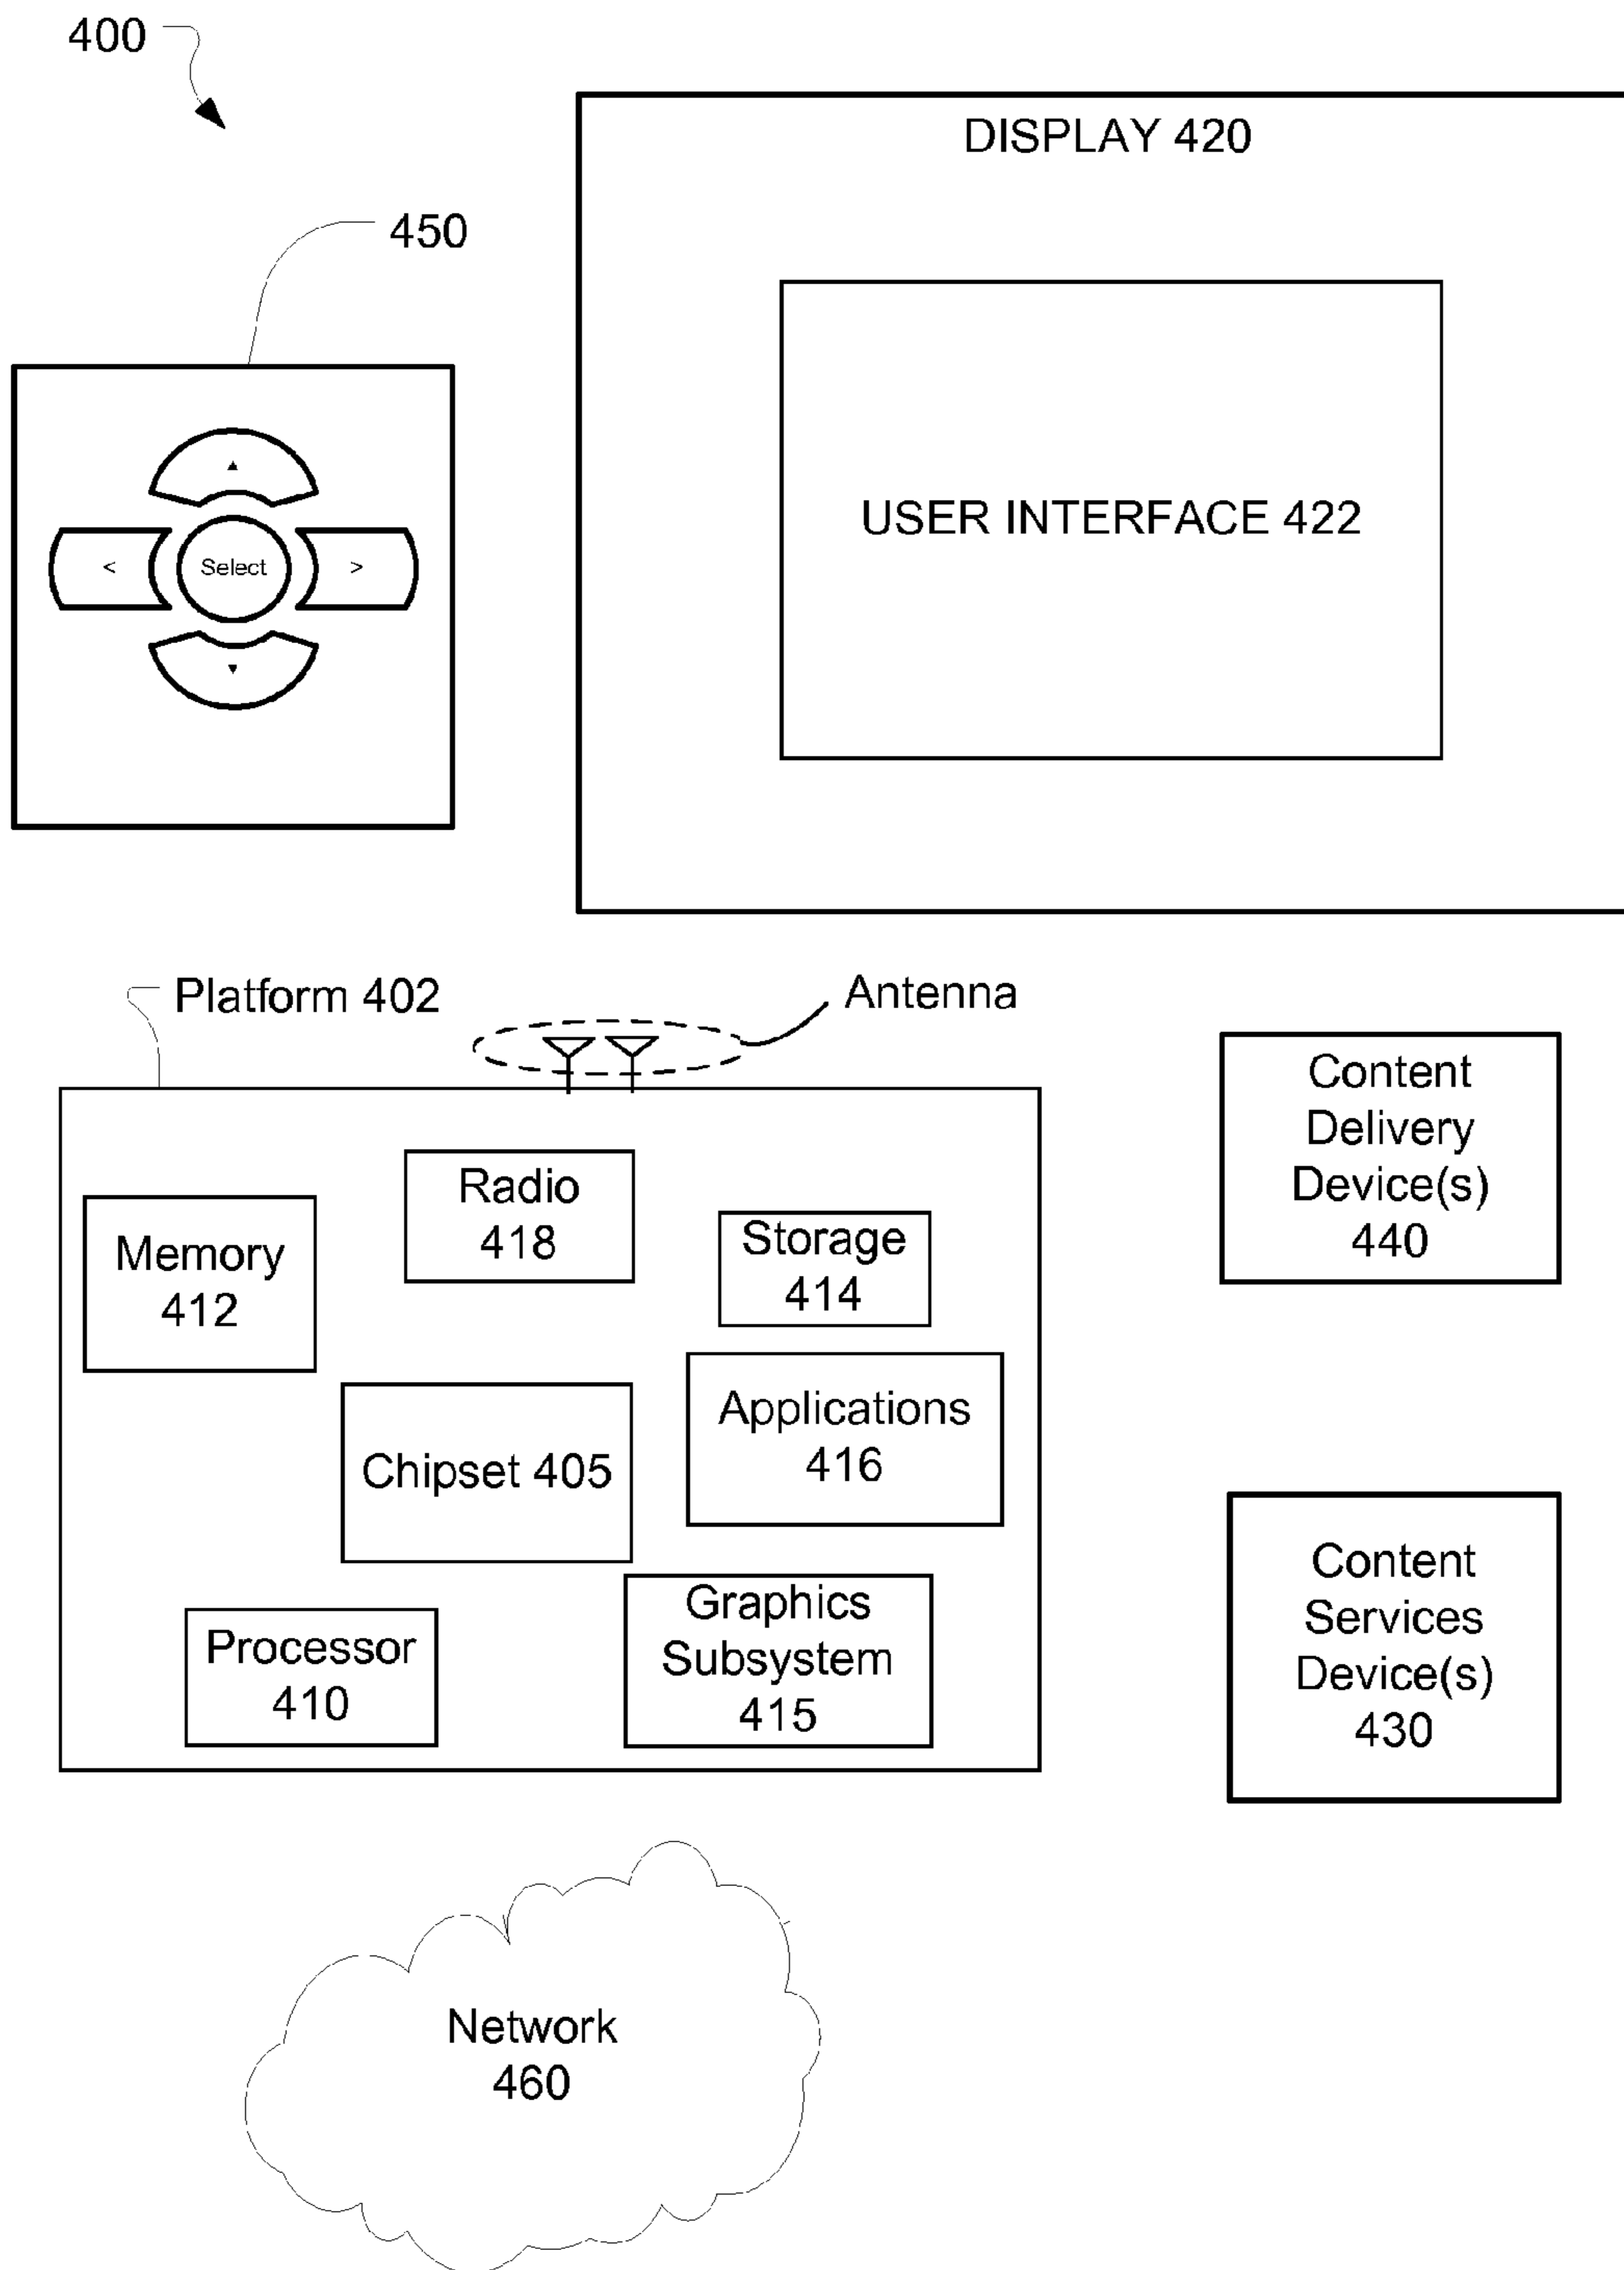 400
DISPLAY 420
450
USER INTERFACE 422
▲
< Select >
▼
Platform 402
Antenna
Radio
418
Memory
412
Storage
414
Applications
416
Chipset 405
Graphics
Subsystem
415
Processor
410
Content
Delivery
Device(s)
440
Content
Services
Device(s)
430
Network
460